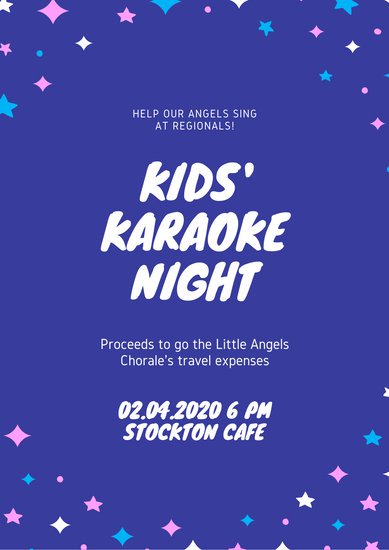 HELP OUR ANGELS SING
AT REGIONALS!
KIDS'
KARAOKE
NIGHT
Proceeds to go the Little Angels
Chorale's travel expenses
02.04.2020 6 PM
STOCKTON CAFE